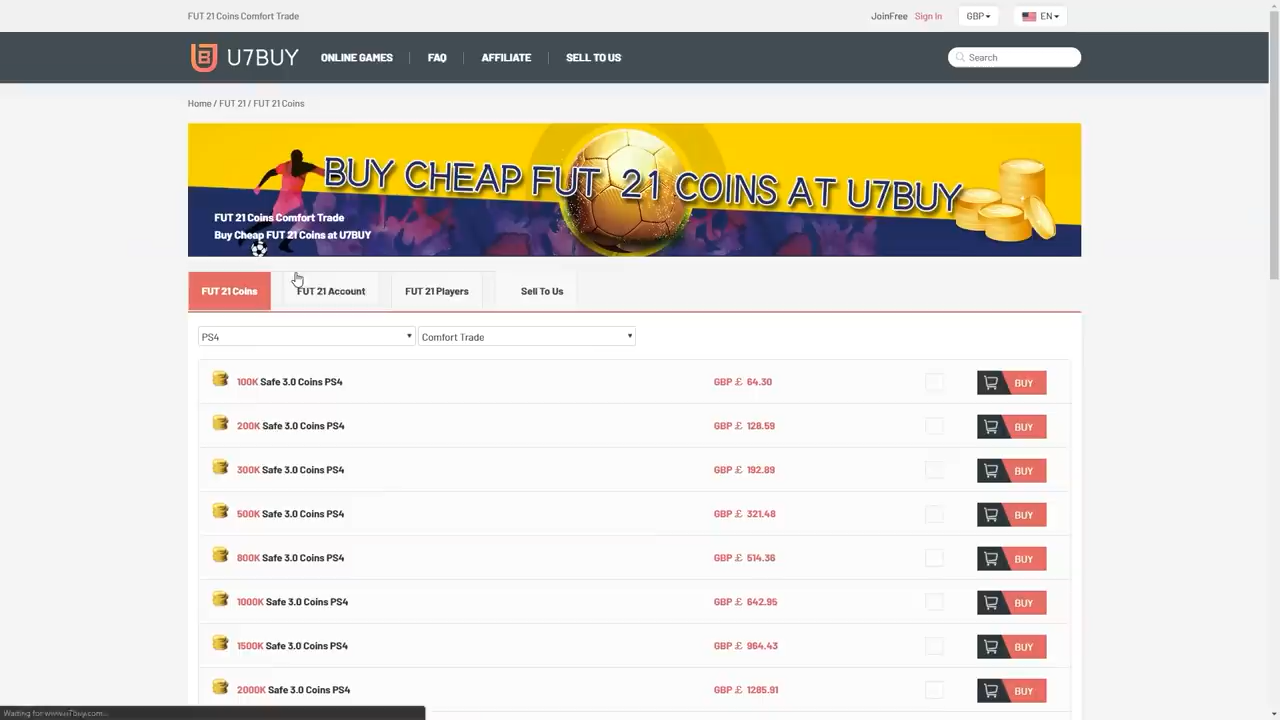 FUT 21 Coins Comfort Trade
JoinFree Sign In GBP EN
U7BUY ONLINE GAMES FAQ AFFILIATE SELL TO US Search
Home / FUT 21 / FUT 21 Coins
BUY CHEAP FUT 21 COINS AT U7BUY
FUT 21 Coins Comfort Trade
Buy Cheap FUT 21 Coins at U7BUY
FUT 21 Coins FUT 21 Account FUT 21 Players Sell To Us
PS4 Comfort Trade
100K Safe 3.0 Coins PS4 GBP £ 64.30 BUY
200K Safe 3.0 Coins PS4 GBP £ 128.59 BUY
300K Safe 3.0 Coins PS4 GBP £ 192.89 BUY
500K Safe 3.0 Coins PS4 GBP £ 321.48 BUY
800K Safe 3.0 Coins PS4 GBP £ 514.36 BUY
1000K Safe 3.0 Coins PS4 GBP £ 642.95 BUY
1500K Safe 3.0 Coins PS4 GBP £ 964.43 BUY
2000K Safe 3.0 Coins PS4 GBP £ 1285.91 BUY
Waiting for www.u7buy.com...